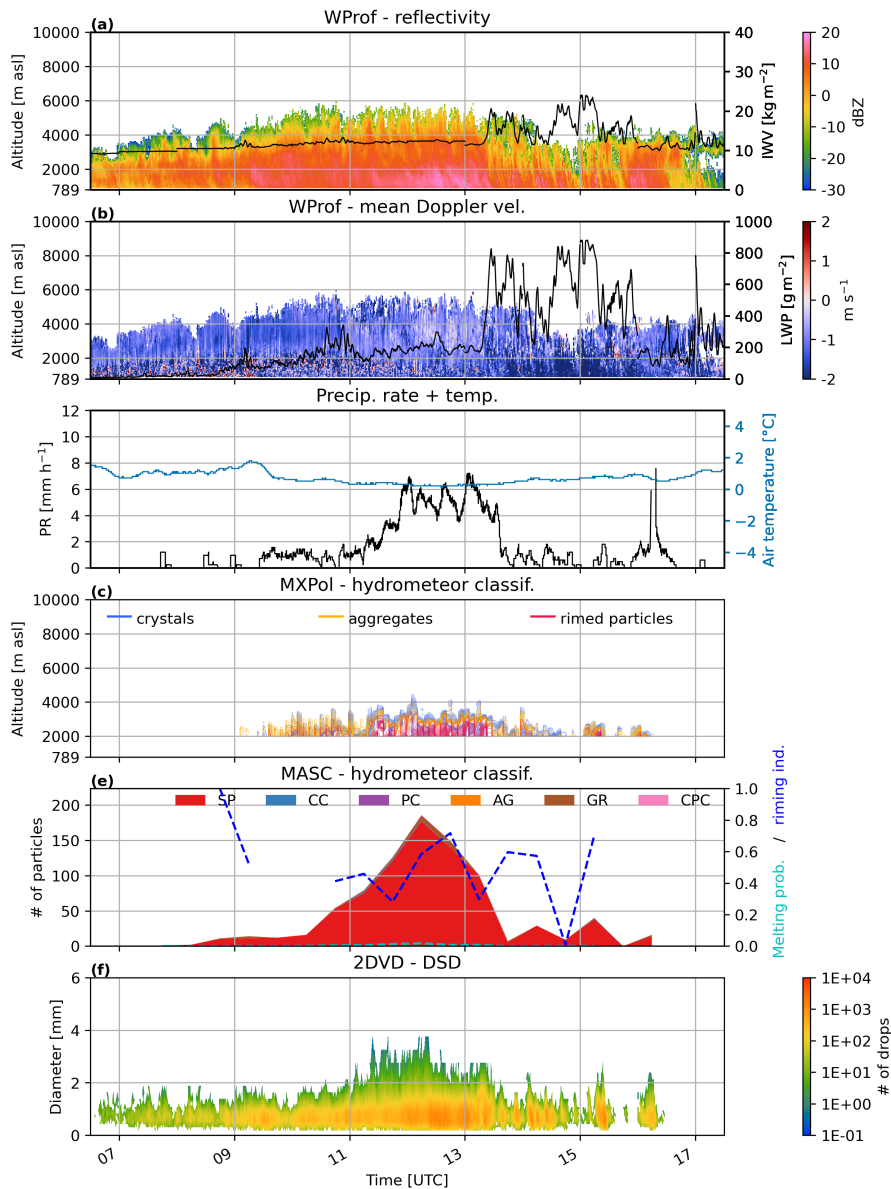 (a) WProf - reflectivity
10000
8000
6000
4000
2000
789
Altitude [m asl]
40
30
20
10
0
IWV [kg m⁻²]
20
10
0
-10
-20
-30
dBZ
(b) WProf - mean Doppler vel.
10000
8000
6000
4000
2000
789
Altitude [m asl]
1000
800
600
400
200
0
LWP [g m⁻²]
2
1
0
-1
-2
m s⁻¹
Precip. rate + temp.
12
10
8
6
4
2
0
PR [mm h⁻¹]
4
2
0
−2
−4
Air temperature [°C]
(c) MXPol - hydrometeor classif.
crystals aggregates rimed particles
10000
8000
6000
4000
2000
789
Altitude [m asl]
(e) MASC - hydrometeor classif.
SP CC PC AG GR CPC
200
150
100
50
0
# of particles
1.0
0.8
0.6
0.4
0.2
0.0
Melting prob. / riming ind.
(f) 2DVD - DSD
6
4
2
0
Diameter [mm]
1E+04
1E+03
1E+02
1E+01
1E+00
1E-01
# of drops
07 09 11 13 15 17
Time [UTC]